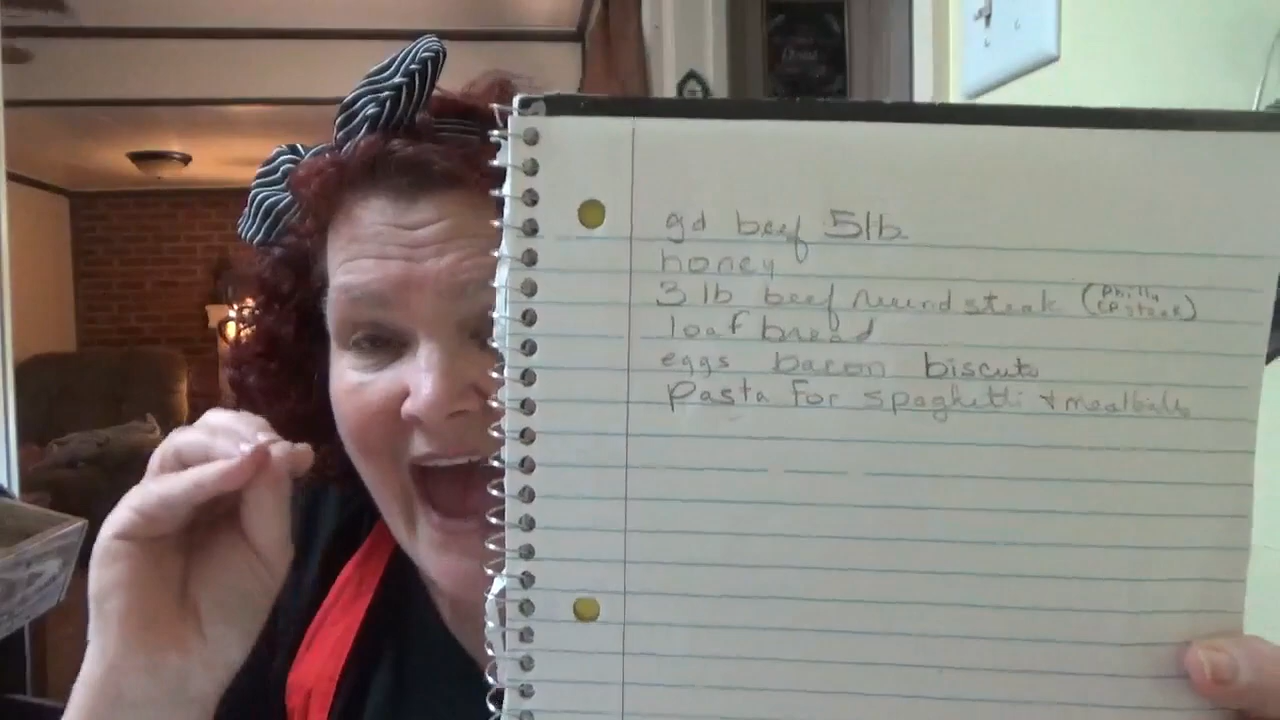 gd beef 5lb
honey
3 lb beef round steak (Philly
loaf bread
eggs bacon biscuts
Pasta for spaghetti + meatballs